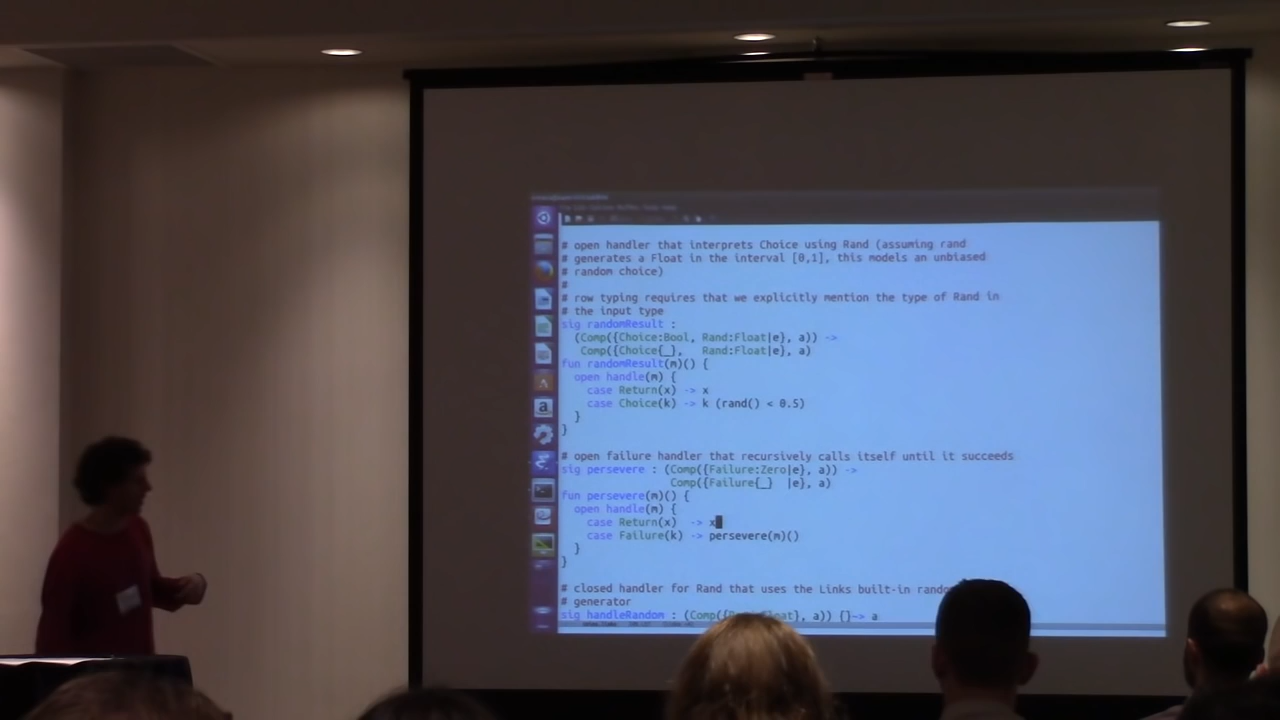 # open handler that interprets Choice using Rand (assuming rand
# generates a Float in the interval [0,1], this models an unbiased
# random choice)
#
# row typing requires that we explicitly mention the type of Rand in
# the input type
sig randomResult :
(Comp({Choice:Bool, Rand:Float|e}, a)) ->
Comp({Choice{_}, Rand:Float|e}, a)
fun randomResult(m)() {
open handle(m) {
case Return(x) -> x
case Choice(k) -> k (rand() < 0.5)
}
}
# open failure handler that recursively calls itself until it succeeds
sig persevere : (Comp({Failure:Zero|e}, a)) ->
Comp({Failure{_} |e}, a)
fun persevere(m)() {
open handle(m) {
case Return(x) -> x
case Failure(k) -> persevere(m)()
}
}
# closed handler for Rand that uses the Links built-in
# generator
sig handleRandom : (Comp({ }, a)) {}~> a